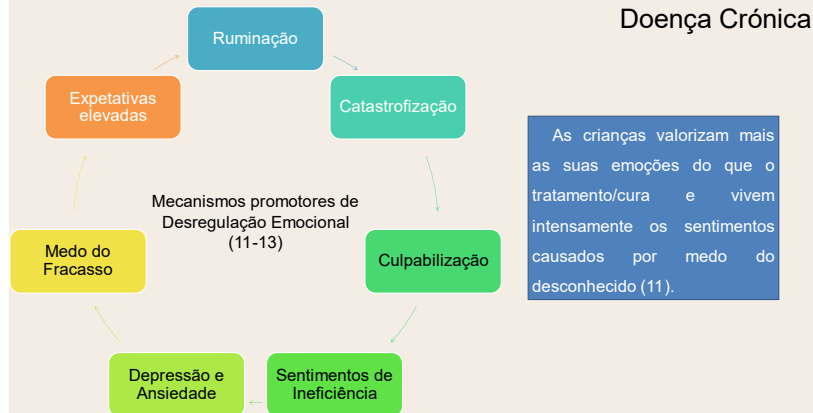 Doença Crónica
Ruminação
Catastrofização
Culpabilização
Sentimentos de
Ineficiência
Depressão e
Ansiedade
Medo do
Fracasso
Expetativas
elevadas
Mecanismos promotores de
Desregulação Emocional
(11-13)
As crianças valorizam mais
as suas emoções do que o
tratamento/cura e vivem
intensamente os sentimentos
causados por medo do
desconhecido (11).